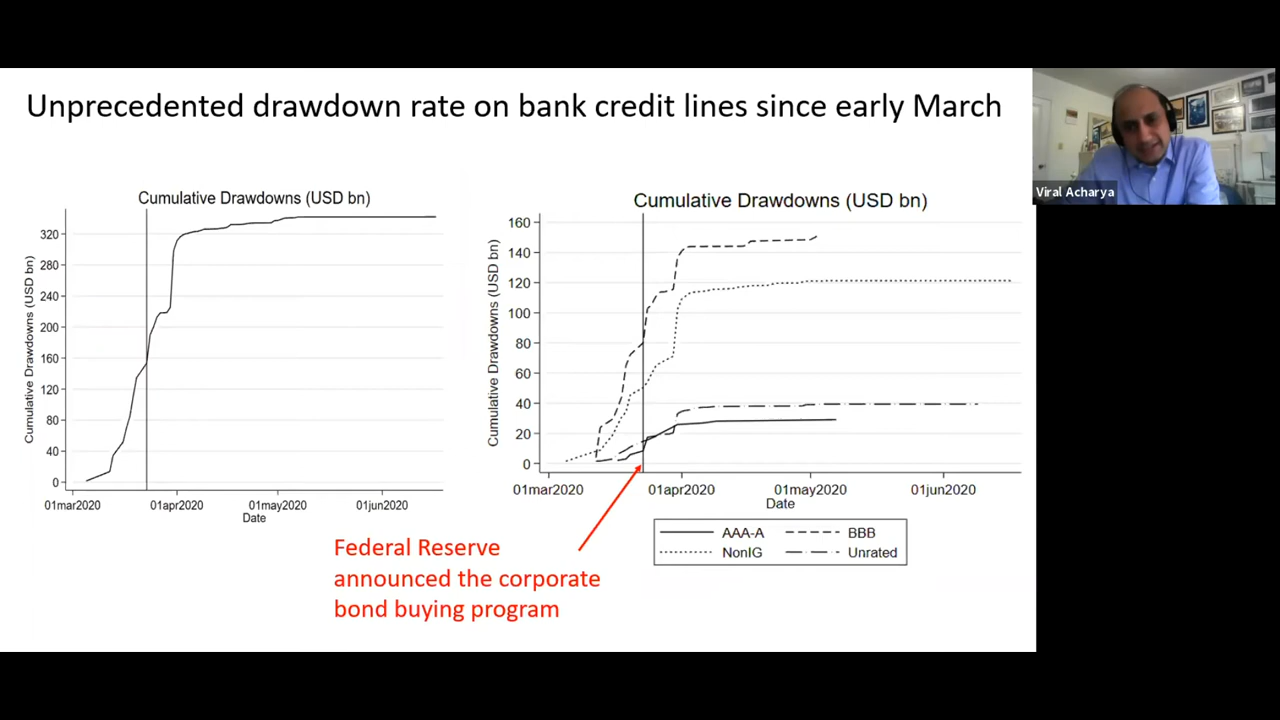 Unprecedented drawdown rate on bank credit lines since early March
Viral Acharya
Cumulative Drawdowns (USD bn)
Cumulative Drawdowns (USD bn)
320
280
240
200
160
120
80
40
0
01mar2020 01apr2020 01may2020 01jun2020
Date
Cumulative Drawdowns (USD bn)
Cumulative Drawdowns (USD bn)
160
140
120
100
80
60
40
20
0
01mar2020 01apr2020 01may2020 01jun2020
Date
AAA-A BBB
NonIG Unrated
Federal Reserve
announced the corporate
bond buying program